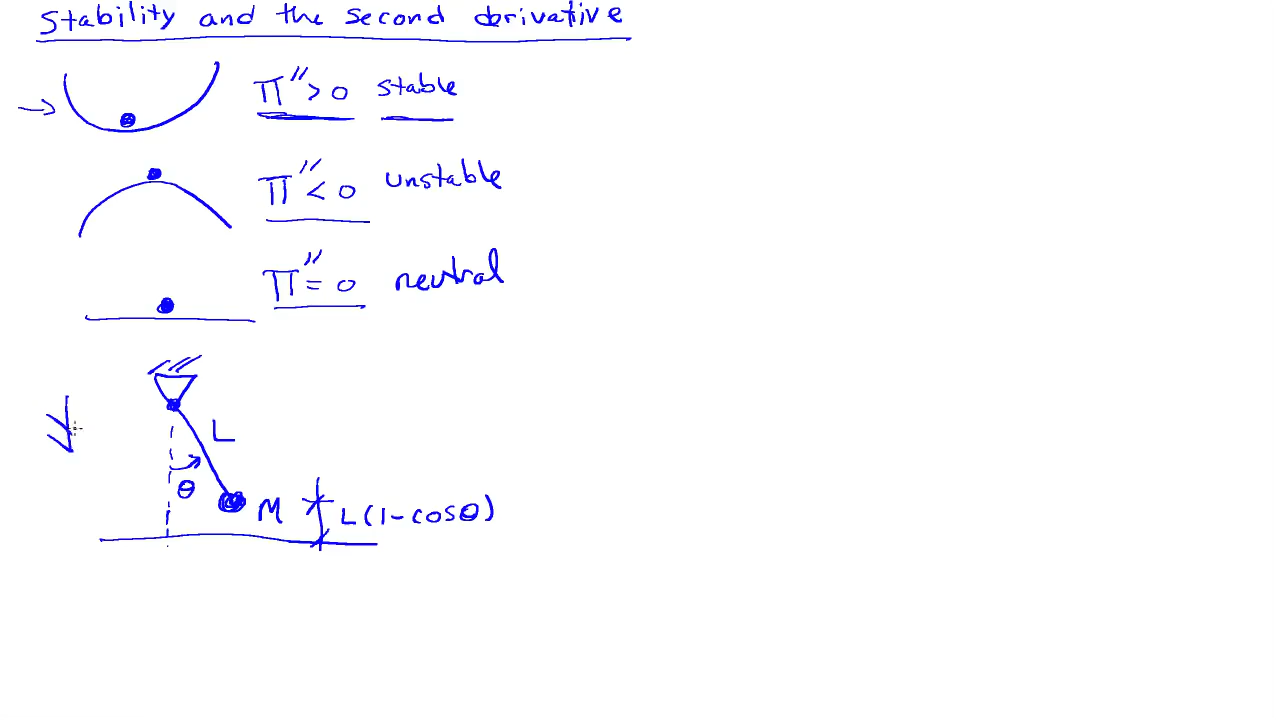 Stability and the second derivative
Π'' > 0 stable
Π'' < 0 unstable
Π'' = 0 neutral
L
θ
M
L(1-cosθ)